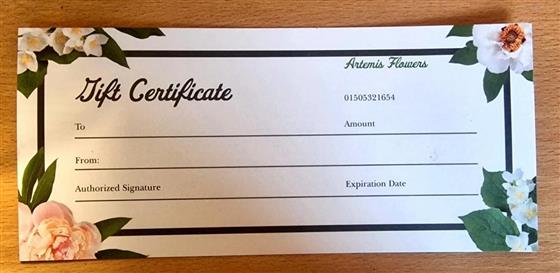 Artemis Flowers
Gift Certificate
01505321654
To
Amount
From:
Authorized Signature
Expiration Date